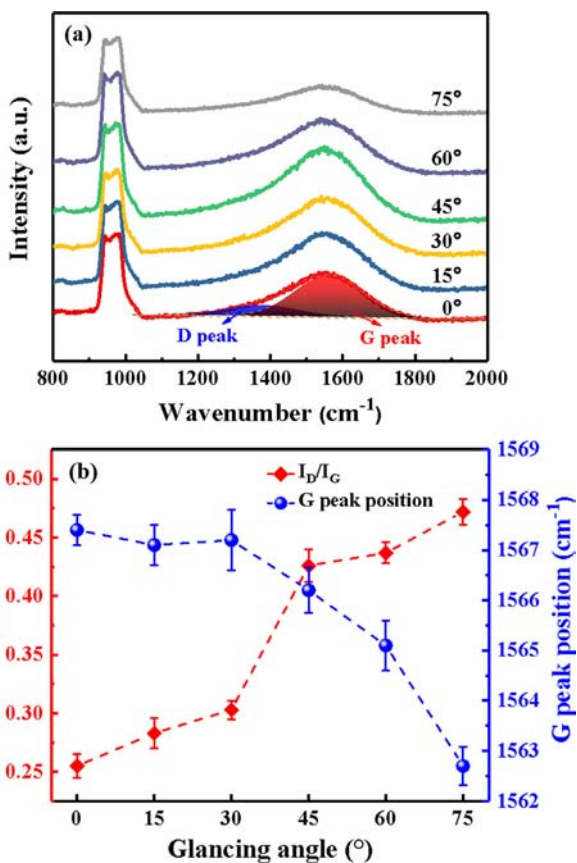 (a)
75°
60°
45°
30°
15°
0°
D peak
G peak
Intensity (a.u.)
800 1000 1200 1400 1600 1800 2000
Wavenumber (cm⁻¹)
(b)
I_D/I_G
G peak position
0.50
0.45
0.40
0.35
0.30
0.25
1569
1568
1567
1566
1565
1564
1563
1562
G peak position (cm⁻¹)
0 15 30 45 60 75
Glancing angle (°)